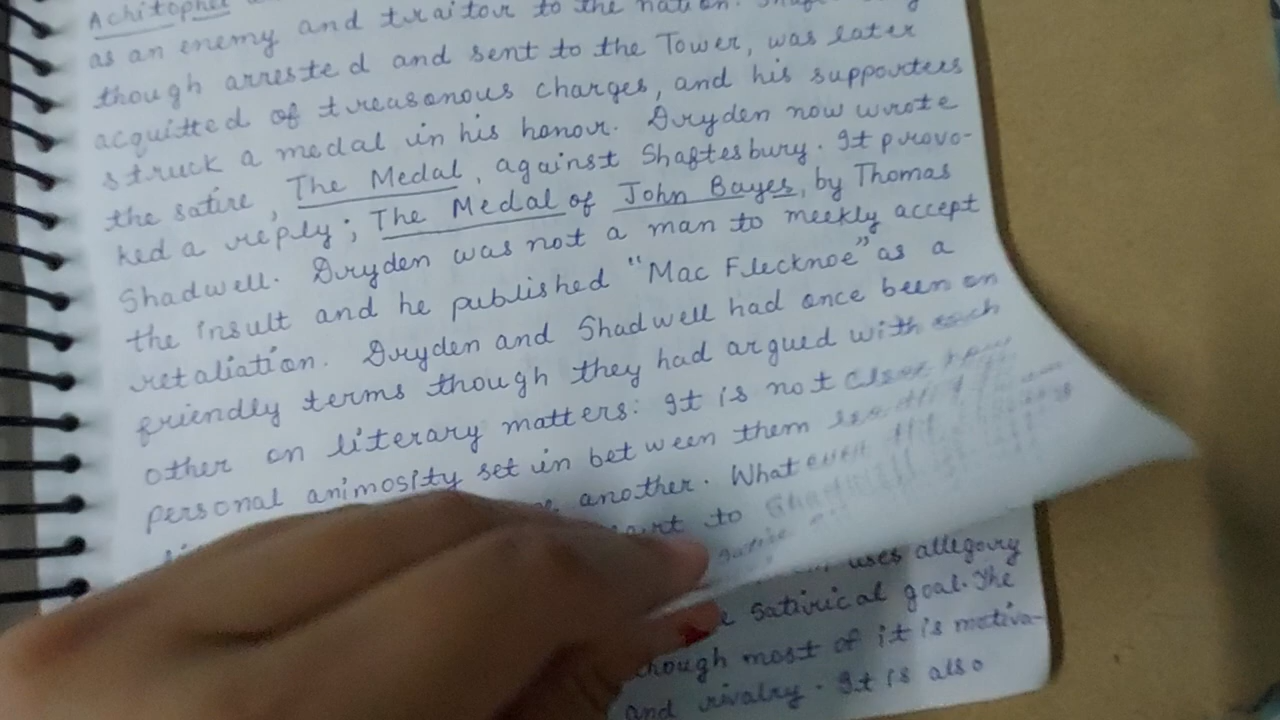 Achitophel
as an enemy and traitor to the nation.
though arrested and sent to the Tower, was later
acquitted of treasonous charges, and his supporters
struck a medal in his honour. Dryden now wrote
the satire, The Medal, against Shaftesbury. It provo-
ked a reply; The Medal of John Bayes, by Thomas
Shadwell. Dryden was not a man to meekly accept
the insult and he published "Mac Flecknoe" as a
retaliation. Dryden and Shadwell had once been on
friendly terms though they had argued with each
other on literary matters. It is not clear
personal animosity set in between them
another. What event
to
satire
uses allegory
satirical goal. The
though most of it is motiva-
and rivalry. It is also